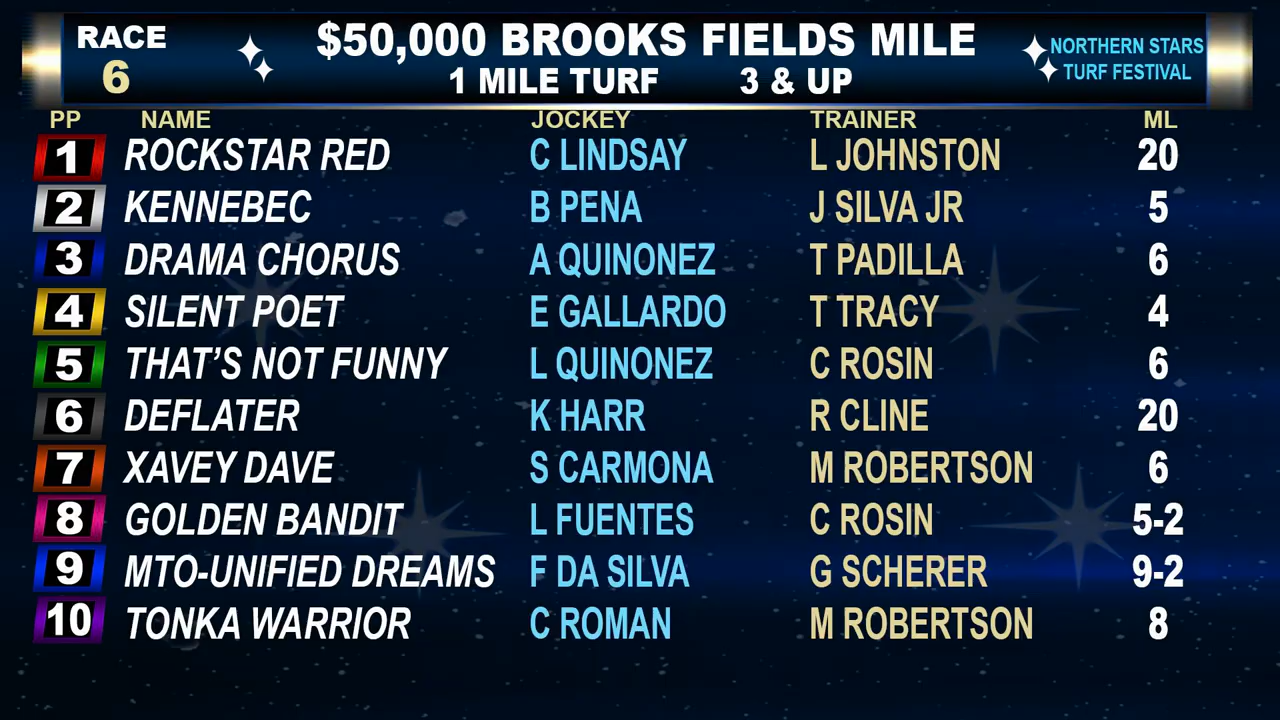 RACE
6
$50,000 BROOKS FIELDS MILE
1 MILE TURF 3 & UP
NORTHERN STARS
TURF FESTIVAL
PP NAME JOCKEY TRAINER ML
1 ROCKSTAR RED C LINDSAY L JOHNSTON 20
2 KENNEBEC B PENA J SILVA JR 5
3 DRAMA CHORUS A QUINONEZ T PADILLA 6
4 SILENT POET E GALLARDO T TRACY 4
5 THAT'S NOT FUNNY L QUINONEZ C ROSIN 6
6 DEFLATER K HARR R CLINE 20
7 XAVEY DAVE S CARMONA M ROBERTSON 6
8 GOLDEN BANDIT L FUENTES C ROSIN 5-2
9 MTO-UNIFIED DREAMS F DA SILVA G SCHERER 9-2
10 TONKA WARRIOR C ROMAN M ROBERTSON 8